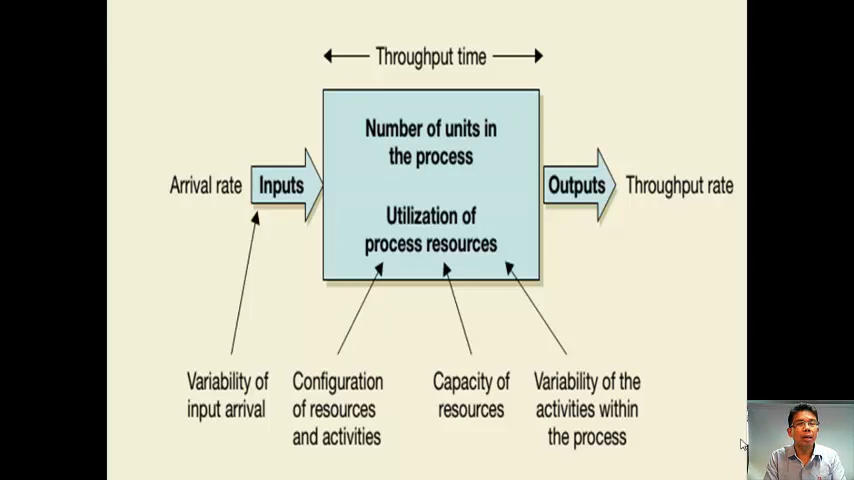 Throughput time
Number of units in
the process
Arrival rate
Inputs
Outputs
Throughput rate
Utilization of
process resources
Variability of
input arrival
Configuration
of resources
and activities
Capacity of
resources
Variability of the
activities within
the process